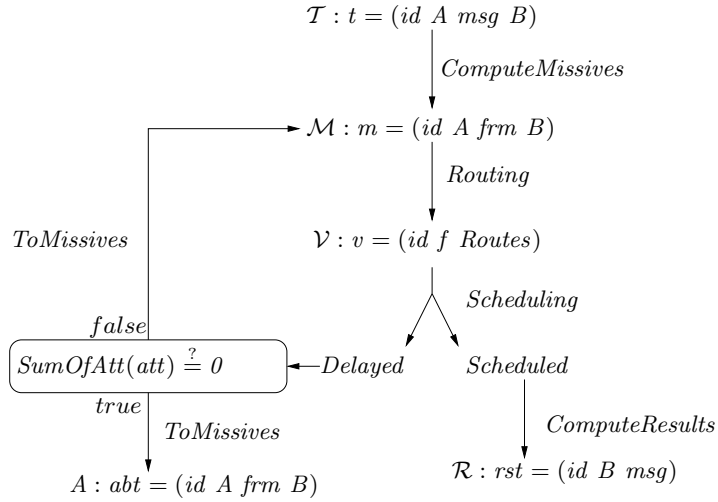 𝒯 : t = (id A msg B)
ComputeMissives
ℳ : m = (id A frm B)
Routing
ToMissives
𝒱 : v = (id f Routes)
Scheduling
false
SumOfAtt(att) ≟ 0
Delayed
Scheduled
true
ToMissives
ComputeResults
A : abt = (id A frm B)
ℛ : rst = (id B msg)